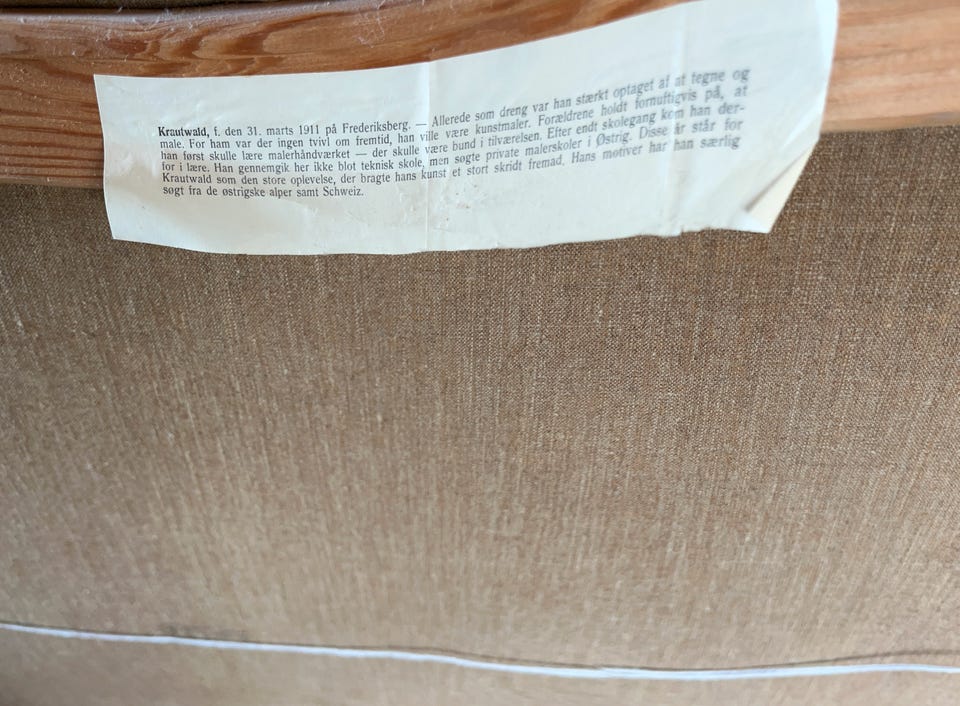 Krautwald, f. den 31. marts 1911 på Frederiksberg. — Allerede som dreng var han stærkt optaget af at tegne og
male. For ham var der ingen tvivl om fremtid, han ville være kunstmaler. Forældrene holdt fornuftigvis på, at
han først skulle lære malerhåndværket — der skulle være bund i tilværelsen. Efter endt skolegang kom han der-
for i lære. Han gennemgik her ikke blot teknisk skole, men søgte private malerskoler i Østrig. Disse år står for
Krautwald som den store oplevelse, der bragte hans kunst et stort skridt fremad. Hans motiver har han særlig
søgt fra de østrigske alper samt Schweiz.